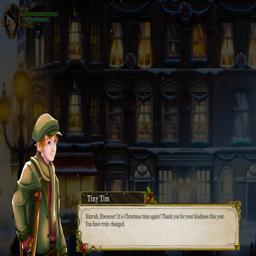 Tiny Tim
Hurrah, Ebenezer! It is Christmas time again! Thank you for your kindness this year.
You have truly changed.